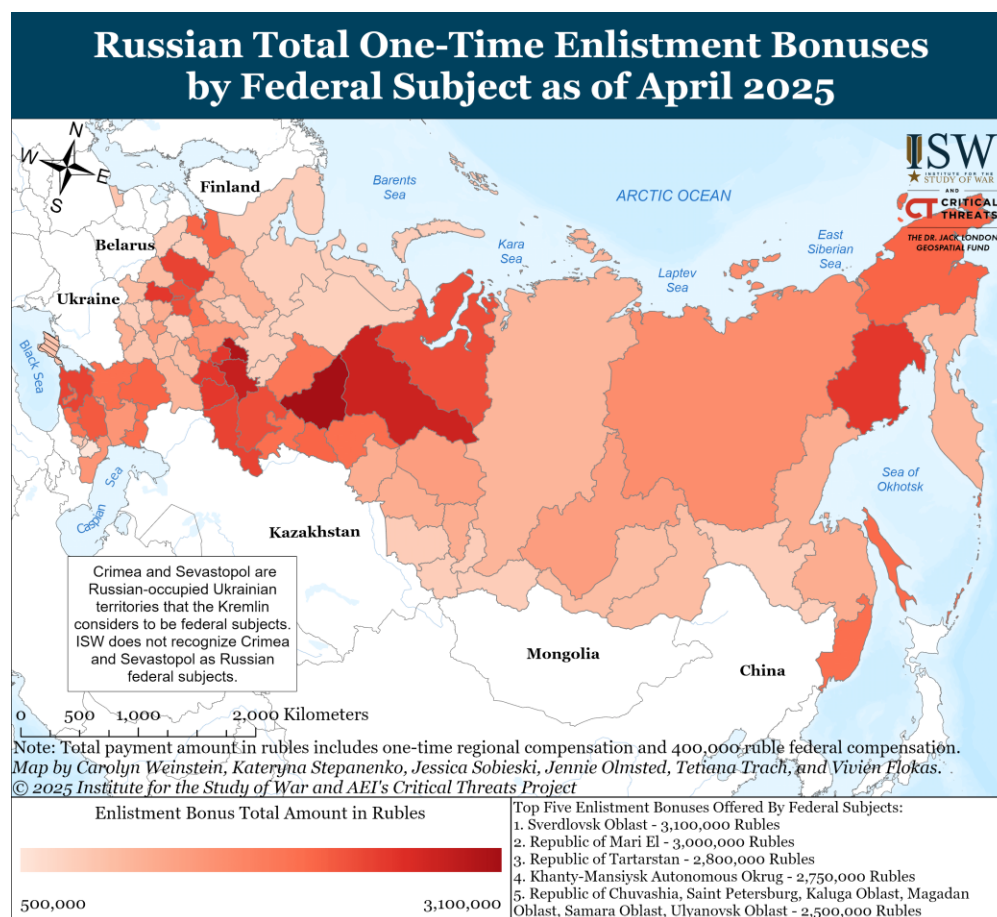 Russian Total One-Time Enlistment Bonuses
by Federal Subject as of April 2025
N
W
E
S
Finland
Barents
Sea
ARCTIC OCEAN
ISW
INSTITUTE FOR THE
STUDY OF WAR
AND
CT CRITICAL
THREATS
THE DR. JACK LONDON
GEOSPATIAL FUND
Belarus
Kara
Sea
East
Siberian
Sea
Laptev
Sea
Ukraine
Black Sea
Sea of
Okhotsk
Caspian Sea
Kazakhstan
Crimea and Sevastopol are
Russian-occupied Ukrainian
territories that the Kremlin
considers to be federal subjects.
ISW does not recognize Crimea
and Sevastopol as Russian
federal subjects.
Mongolia
China
0 500 1,000 2,000 Kilometers
Note: Total payment amount in rubles includes one-time regional compensation and 400,000 ruble federal compensation.
Map by Carolyn Weinstein, Kateryna Stepanenko, Jessica Sobieski, Jennie Olmsted, Tetiana Trach, and Vivien Flokas.
© 2025 Institute for the Study of War and AEI's Critical Threats Project
Enlistment Bonus Total Amount in Rubles
500,000 3,100,000
Top Five Enlistment Bonuses Offered By Federal Subjects:
1. Sverdlovsk Oblast - 3,100,000 Rubles
2. Republic of Mari El - 3,000,000 Rubles
3. Republic of Tartarstan - 2,800,000 Rubles
4. Khanty-Mansiysk Autonomous Okrug - 2,750,000 Rubles
5. Republic of Chuvashia, Saint Petersburg, Kaluga Oblast, Magadan
Oblast, Samara Oblast, Ulyanovsk Oblast - 2,500,000 Rubles